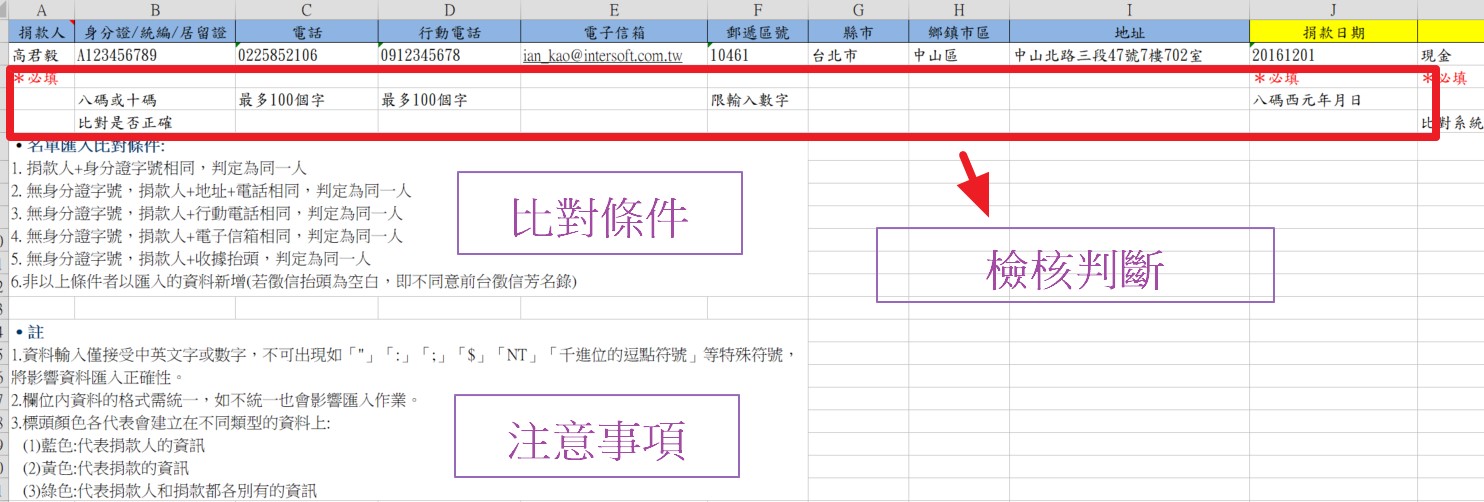 A B C D E F G H I J
捐款人 身分證/統編/居留證 電話 行動電話 電子信箱 郵遞區號 縣市 鄉鎮市區 地址 捐款日期
高君毅 A123456789 0225852106 0912345678 ian_kao@intersoft.com.tw 10461 台北市 中山區 中山北路三段47號7樓702室 20161201 現金
*必填 *必填 *必填
八碼或十碼 最多100個字 最多100個字 限輸入數字 八碼西元年月日
比對是否正確 比對系統
•名單匯入比對條件:
1. 捐款人+身分證字號相同，判定為同一人
2. 無身分證字號，捐款人+地址+電話相同，判定為同一人
3. 無身分證字號，捐款人+行動電話相同，判定為同一人
4. 無身分證字號，捐款人+電子信箱相同，判定為同一人
5. 無身分證字號，捐款人+收據抬頭，判定為同一人
6.非以上條件者以匯入的資料新增(若徵信抬頭為空白，即不同意前台徵信芳名錄)
比對條件
檢核判斷
•註
1.資料輸入僅接受中英文字或數字，不可出現如「"」「:」「;」「$」「NT」「千進位的逗點符號」等特殊符號，
將影響資料匯入正確性。
2.欄位內資料的格式需統一，如不統一也會影響匯入作業。
3.標頭顏色各代表會建立在不同類型的資料上:
(1)藍色:代表捐款人的資訊
(2)黃色:代表捐款的資訊
(3)綠色:代表捐款人和捐款都各別有的資訊
注意事項